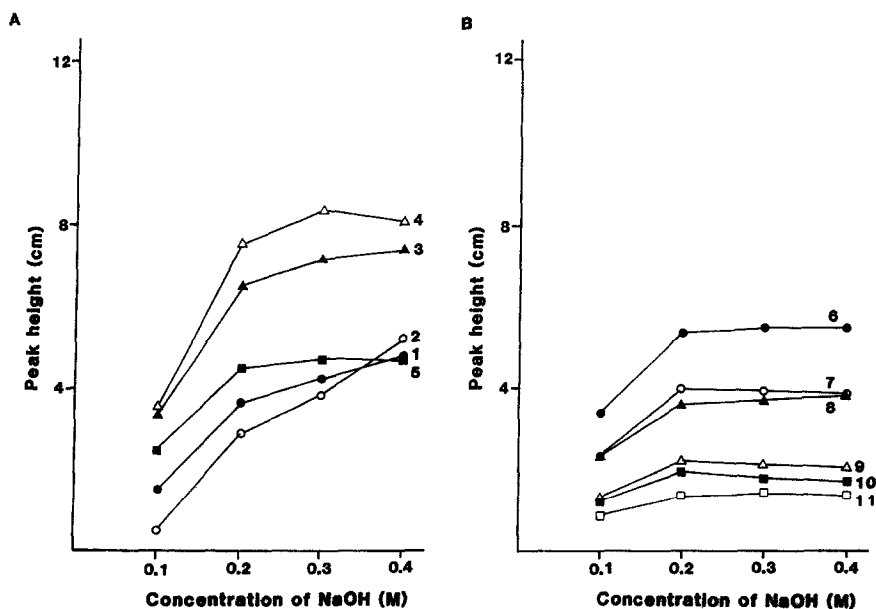 A
12
8
4
Peak height (cm)
4
3
2
1
5
0.1 0.2 0.3 0.4
Concentration of NaOH (M)
B
12
8
4
Peak height (cm)
6
7
8
9
10
11
0.1 0.2 0.3 0.4
Concentration of NaOH (M)